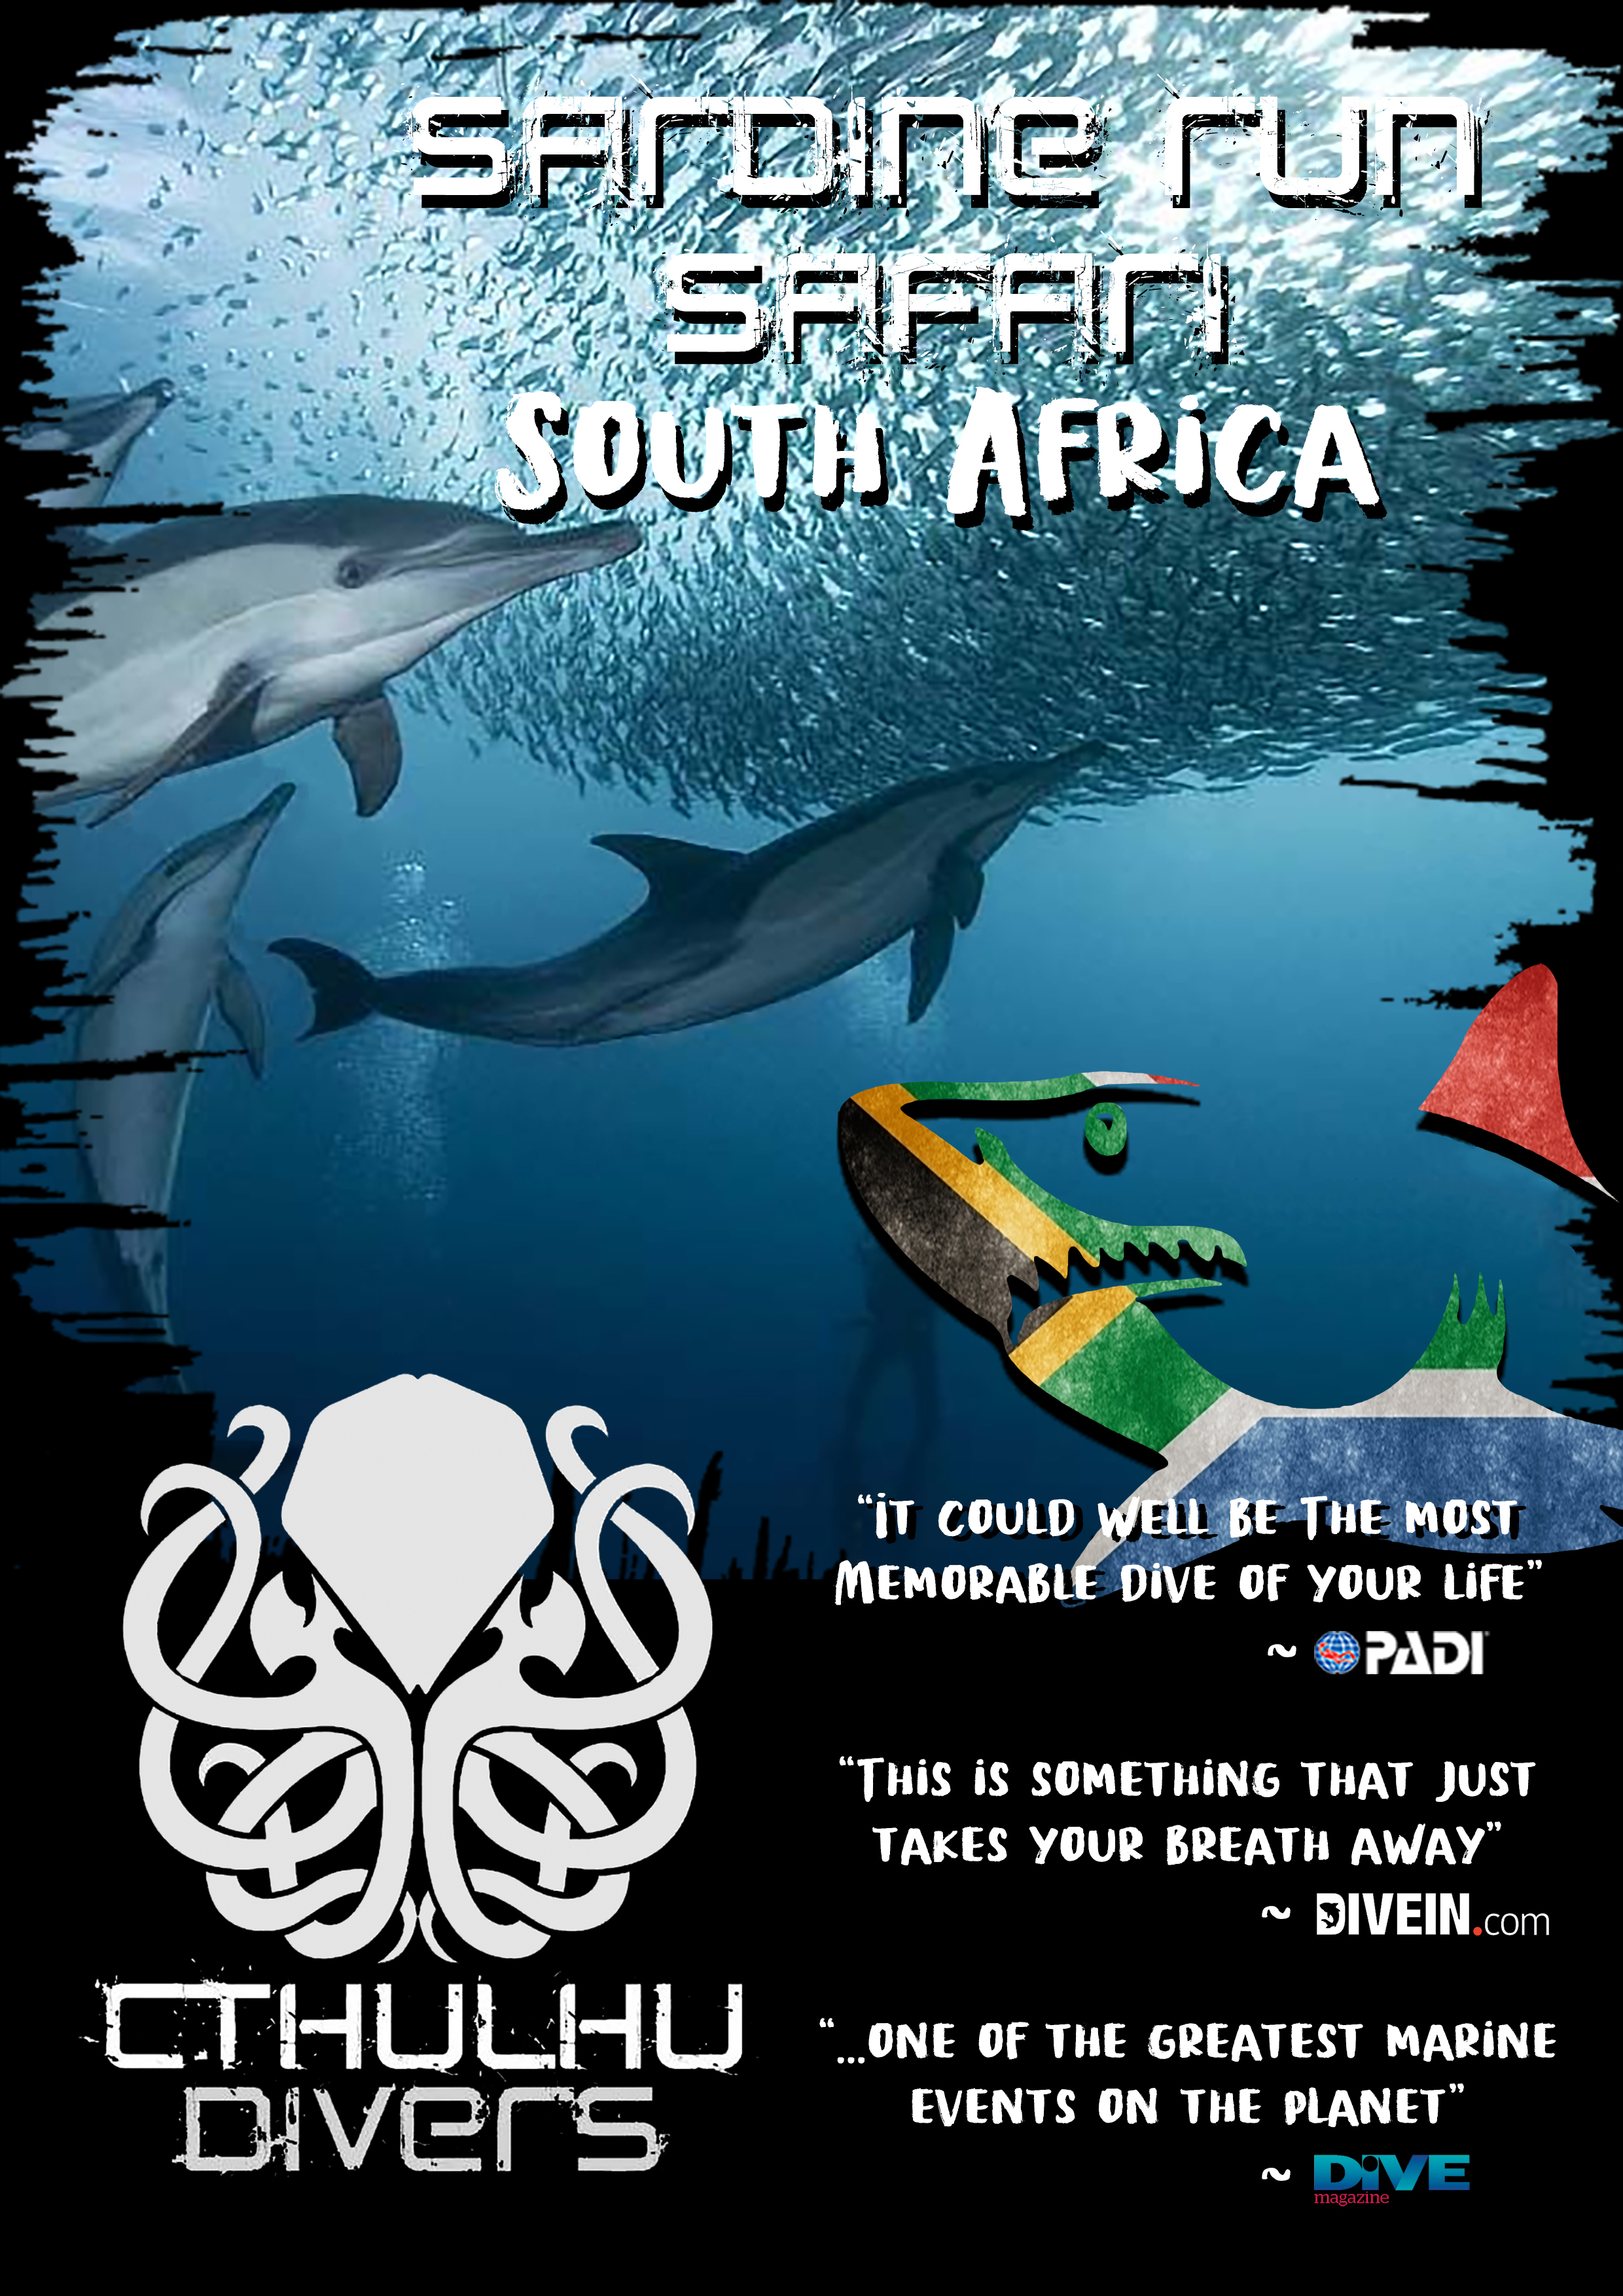 SARDINE RUN
SAFARI
SOUTH AFRICA
“IT COULD WELL BE THE MOST
MEMORABLE DIVE OF YOUR LIFE”
~ PADI
“THIS IS SOMETHING THAT JUST
TAKES YOUR BREATH AWAY”
~ DIVEIN.com
“...ONE OF THE GREATEST MARINE
EVENTS ON THE PLANET”
~ DiVE
magazine
CTHULHU
DIVERS